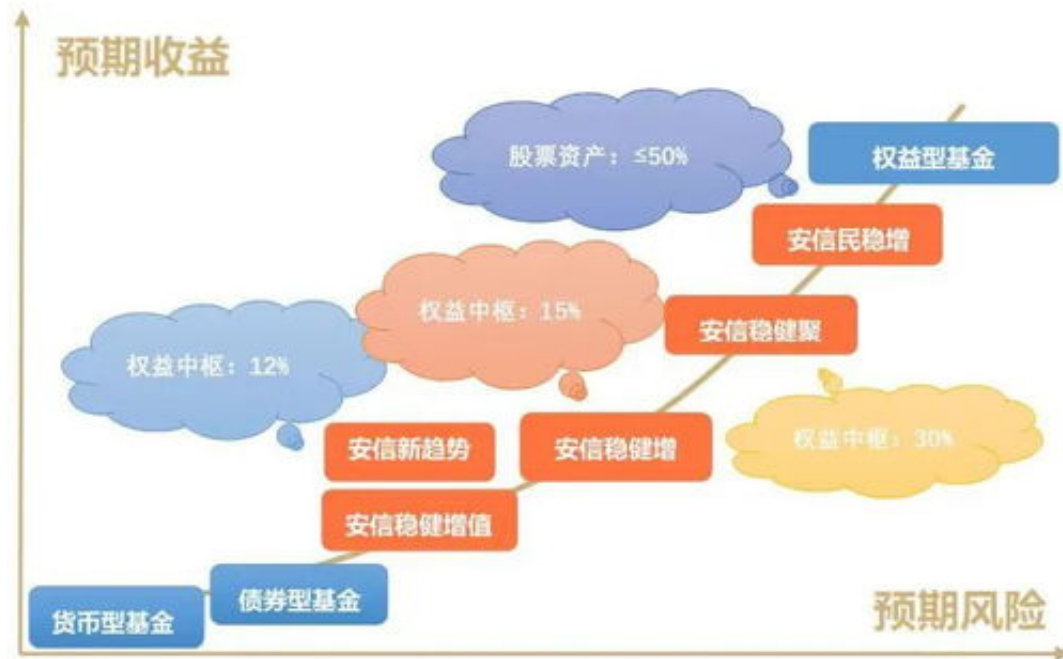 预期收益
股票资产：≤50%
权益型基金
安信民稳增
权益中枢：15%
安信稳健聚
权益中枢：12%
安信新趋势
安信稳健增
权益中枢：30%
安信稳健增值
债券型基金
货币型基金
预期风险